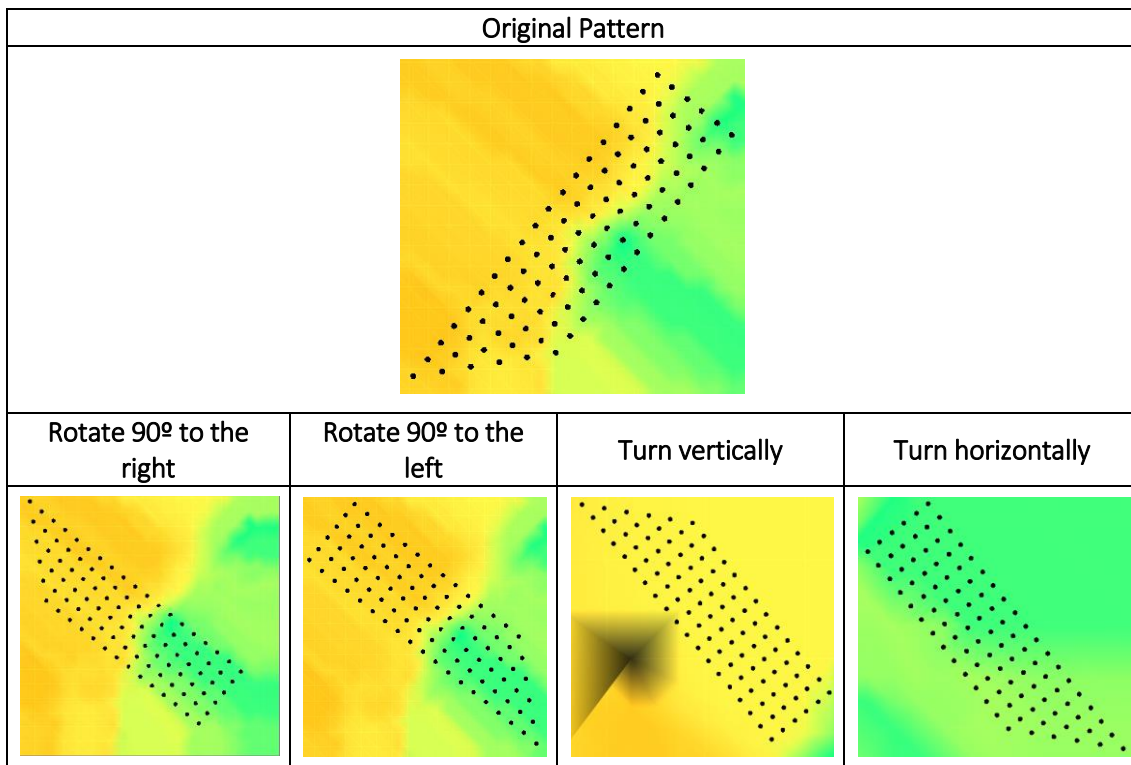 Original Pattern
Rotate 90º to the
right
Rotate 90º to the
left
Turn vertically
Turn horizontally